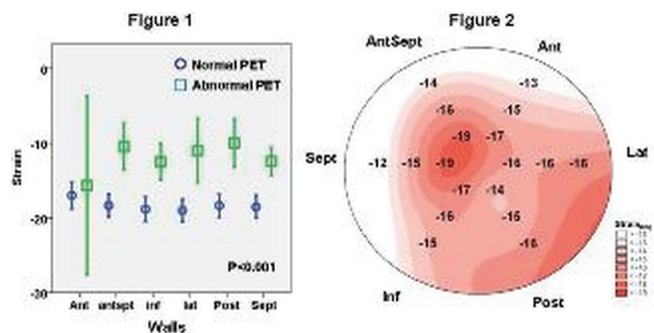 Figure 1
Figure 2
Normal PET
Abnormal PET
0
-10
-20
-30
Strain
P<0.001
Ant antsept inf lat Post Sept
Walls
AntSept
Ant
Sept
Lat
Inf
Post
-14 -13
-16 -15
-19 -17
-12 -15 -19 -16 -16 -16
-17 -14
-16 -15
-15 -16